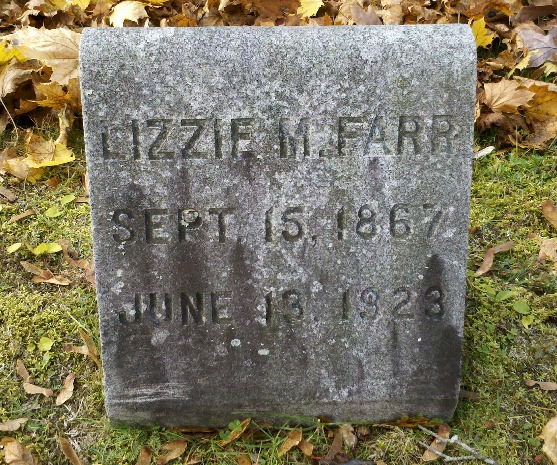 LIZZIE M. FARR
SEPT. 15, 1867
JUNE 13, 1923